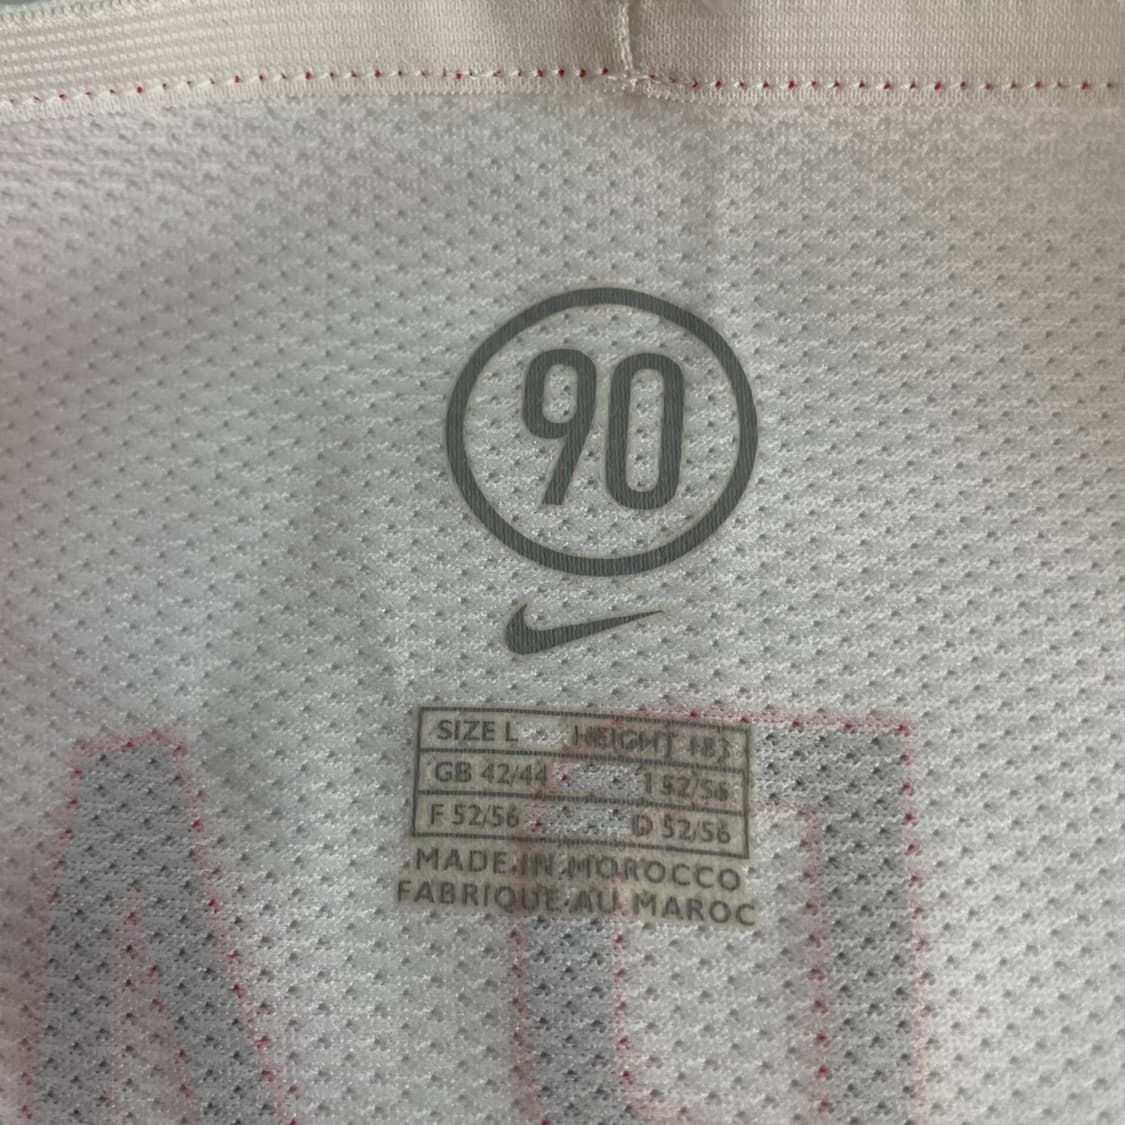 90
SIZE L HEIGHT 183
GB 42/44 I 52/56
F 52/56 D 52/56
MADE IN MOROCCO
FABRIQUE AU MAROC